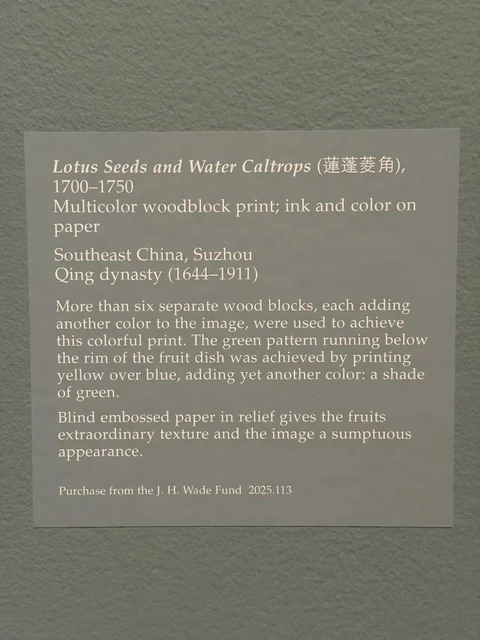 Lotus Seeds and Water Caltrops (蓮蓬菱角),
1700–1750
Multicolor woodblock print; ink and color on
paper
Southeast China, Suzhou
Qing dynasty (1644–1911)
More than six separate wood blocks, each adding
another color to the image, were used to achieve
this colorful print. The green pattern running below
the rim of the fruit dish was achieved by printing
yellow over blue, adding yet another color: a shade
of green.
Blind embossed paper in relief gives the fruits
extraordinary texture and the image a sumptuous
appearance.
Purchase from the J. H. Wade Fund 2025.113